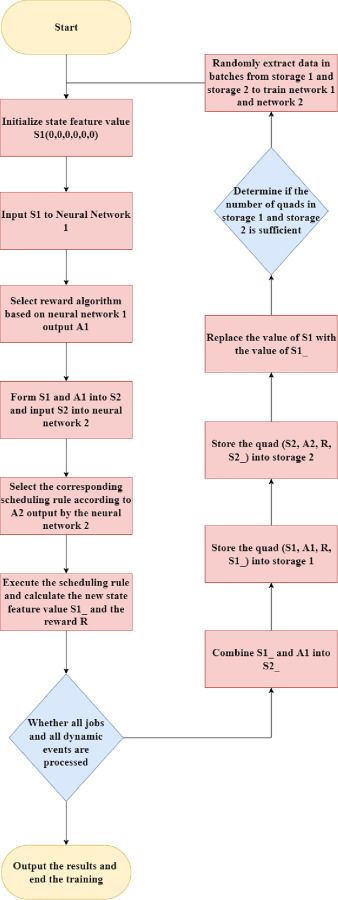 Start
Initialize state feature value
S1(0,0,0,0,0,0)
Input S1 to Neural Network
1
Select reward algorithm
based on neural network 1
output A1
Form S1 and A1 into S2
and input S2 into neural
network 2
Select the corresponding
scheduling rule according to
A2 output by the neural
network 2
Execute the scheduling rule
and calculate the new state
feature value S1_ and the
reward R
Whether all jobs
and all dynamic
events are
processed
Output the results and
end the training
Combine S1_ and A1 into
S2_
Store the quad (S1, A1, R,
S1_) into storage 1
Store the quad (S2, A2, R,
S2_) into storage 2
Replace the value of S1 with
the value of S1_
Determine if the
number of quads in
storage 1 and storage
2 is sufficient
Randomly extract data in
batches from storage 1 and
storage 2 to train network 1
and network 2